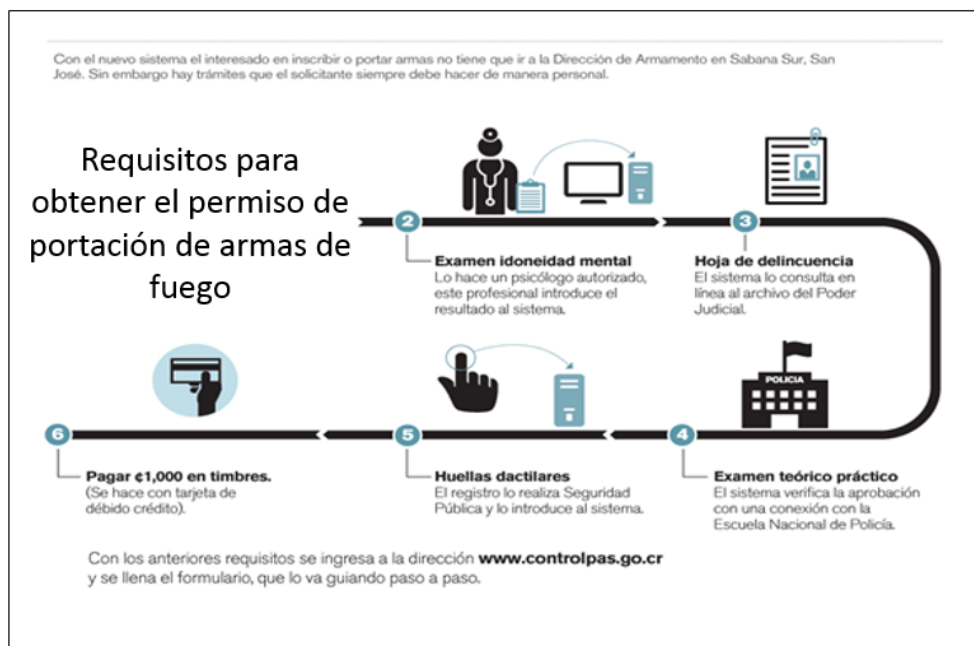 Con el nuevo sistema el interesado en inscribir o portar armas no tiene que ir a la Dirección de Armamento en Sabana Sur, San
José. Sin embargo hay trámites que el solicitante siempre debe hacer de manera personal.
Requisitos para
obtener el permiso de
portación de armas de
fuego
2
Examen idoneidad mental
Lo hace un psicólogo autorizado,
este profesional introduce el
resultado al sistema.
3
Hoja de delincuencia
El sistema lo consulta en
línea al archivo del Poder
Judicial.
POLICIA
4
Examen teórico práctico
El sistema verifica la aprobación
con una conexión con la
Escuela Nacional de Policía.
5
Huellas dactilares
El registro lo realiza Seguridad
Pública y lo introduce al sistema.
6
Pagar ¢1,000 en timbres.
(Se hace con tarjeta de
débido crédito).
Con los anteriores requisitos se ingresa a la dirección www.controlpas.go.cr
y se llena el formulario, que lo va guiando paso a paso.